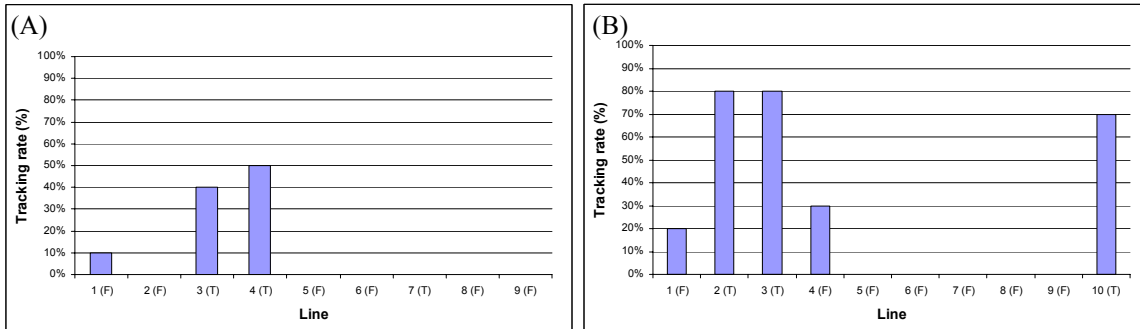 (A)
Tracking rate (%)
100%
90%
80%
70%
60%
50%
40%
30%
20%
10%
0%
1 (F) 2 (F) 3 (T) 4 (T) 5 (F) 6 (F) 7 (T) 8 (F) 9 (F)
Line
(B)
Tracking rate (%)
100%
90%
80%
70%
60%
50%
40%
30%
20%
10%
0%
1 (F) 2 (T) 3 (T) 4 (F) 5 (F) 6 (F) 7 (F) 8 (F) 9 (F) 10 (T)
Line